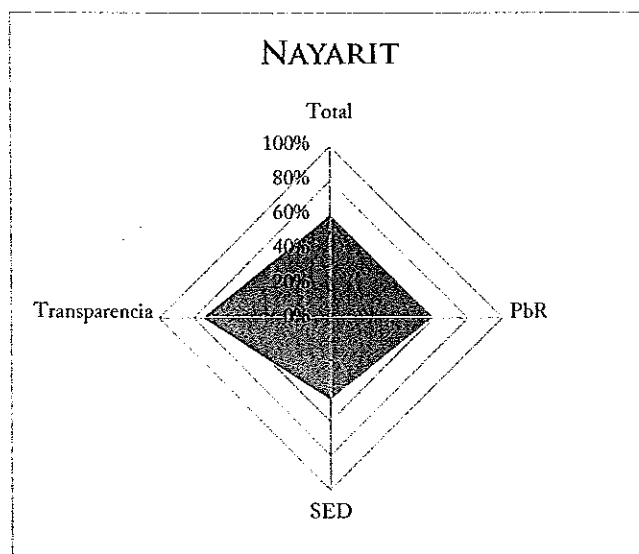 NAYARIT
Total
100%
80%
60%
40%
20%
Transparencia
0%
PbR
SED